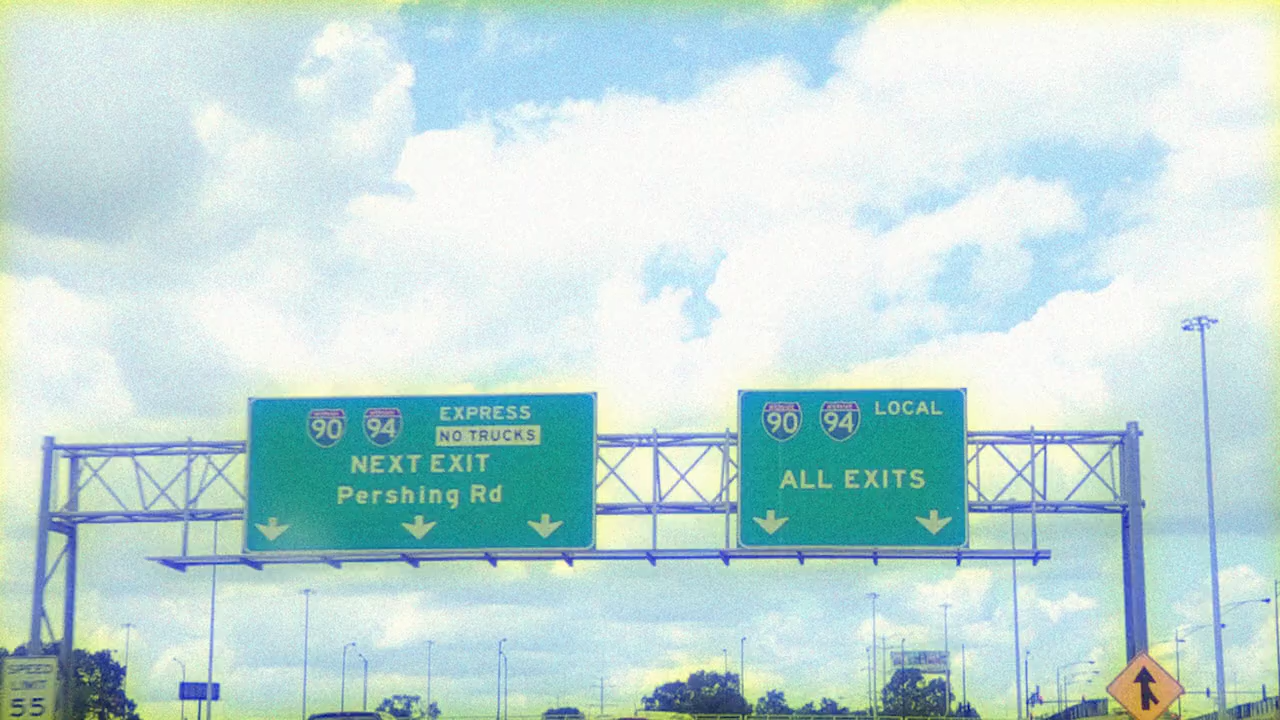 90 94 EXPRESS
NO TRUCKS
NEXT EXIT
Pershing Rd
90 94 LOCAL
ALL EXITS
SPEED
LIMIT
55